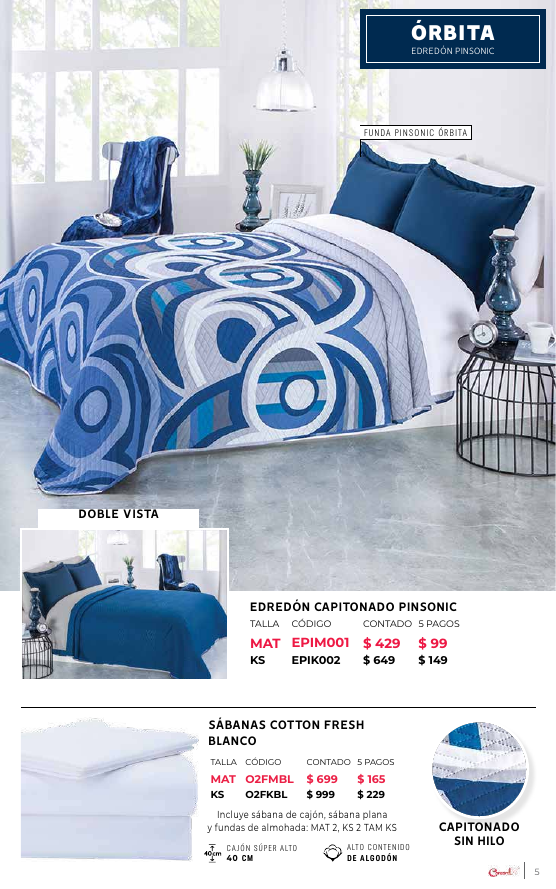 ÓRBITA
EDREDÓN PINSONIC
FUNDA PINSONIC ÓRBITA
DOBLE VISTA
EDREDÓN CAPITONADO PINSONIC
TALLA CÓDIGO CONTADO 5 PAGOS
MAT EPIM001 $ 429 $ 99
KS EPIK002 $ 649 $ 149
SÁBANAS COTTON FRESH
BLANCO
TALLA CÓDIGO CONTADO 5 PAGOS
MAT O2FMBL $ 699 $ 165
KS O2FKBL $ 999 $ 229
Incluye sábana de cajón, sábana plana
y fundas de almohada: MAT 2, KS 2 TAM KS
40cm
CAJÓN SÚPER ALTO
40 CM
ALTO CONTENIDO
DE ALGODÓN
CAPITONADO
SIN HILO
Concord
5